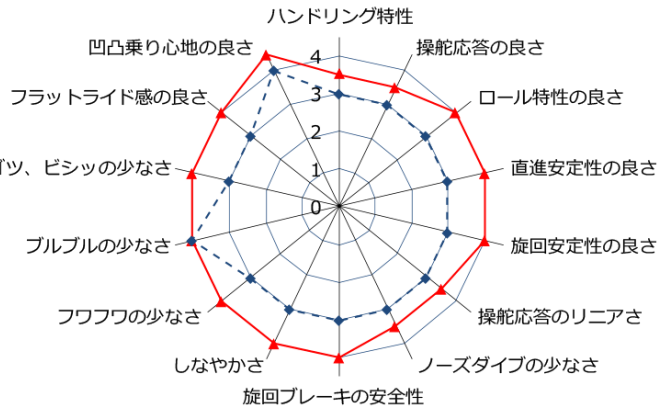 ハンドリング特性
操舵応答の良さ
ロール特性の良さ
直進安定性の良さ
旋回安定性の良さ
操舵応答のリニアさ
ノーズダイブの少なさ
旋回ブレーキの安全性
しなやかさ
フワフワの少なさ
ブルブルの少なさ
ゴツ、ビシッの少なさ
フラットライド感の良さ
凹凸乗り心地の良さ
4
3
2
1
0